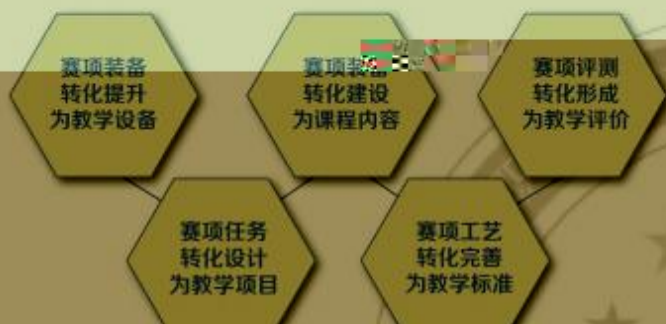 赛项装备
转化提升
为教学设备
赛项装备
转化建设
为课程内容
赛项评测
转化形成
为教学评价
赛项任务
转化设计
为教学项目
赛项工艺
转化完善
为教学标准